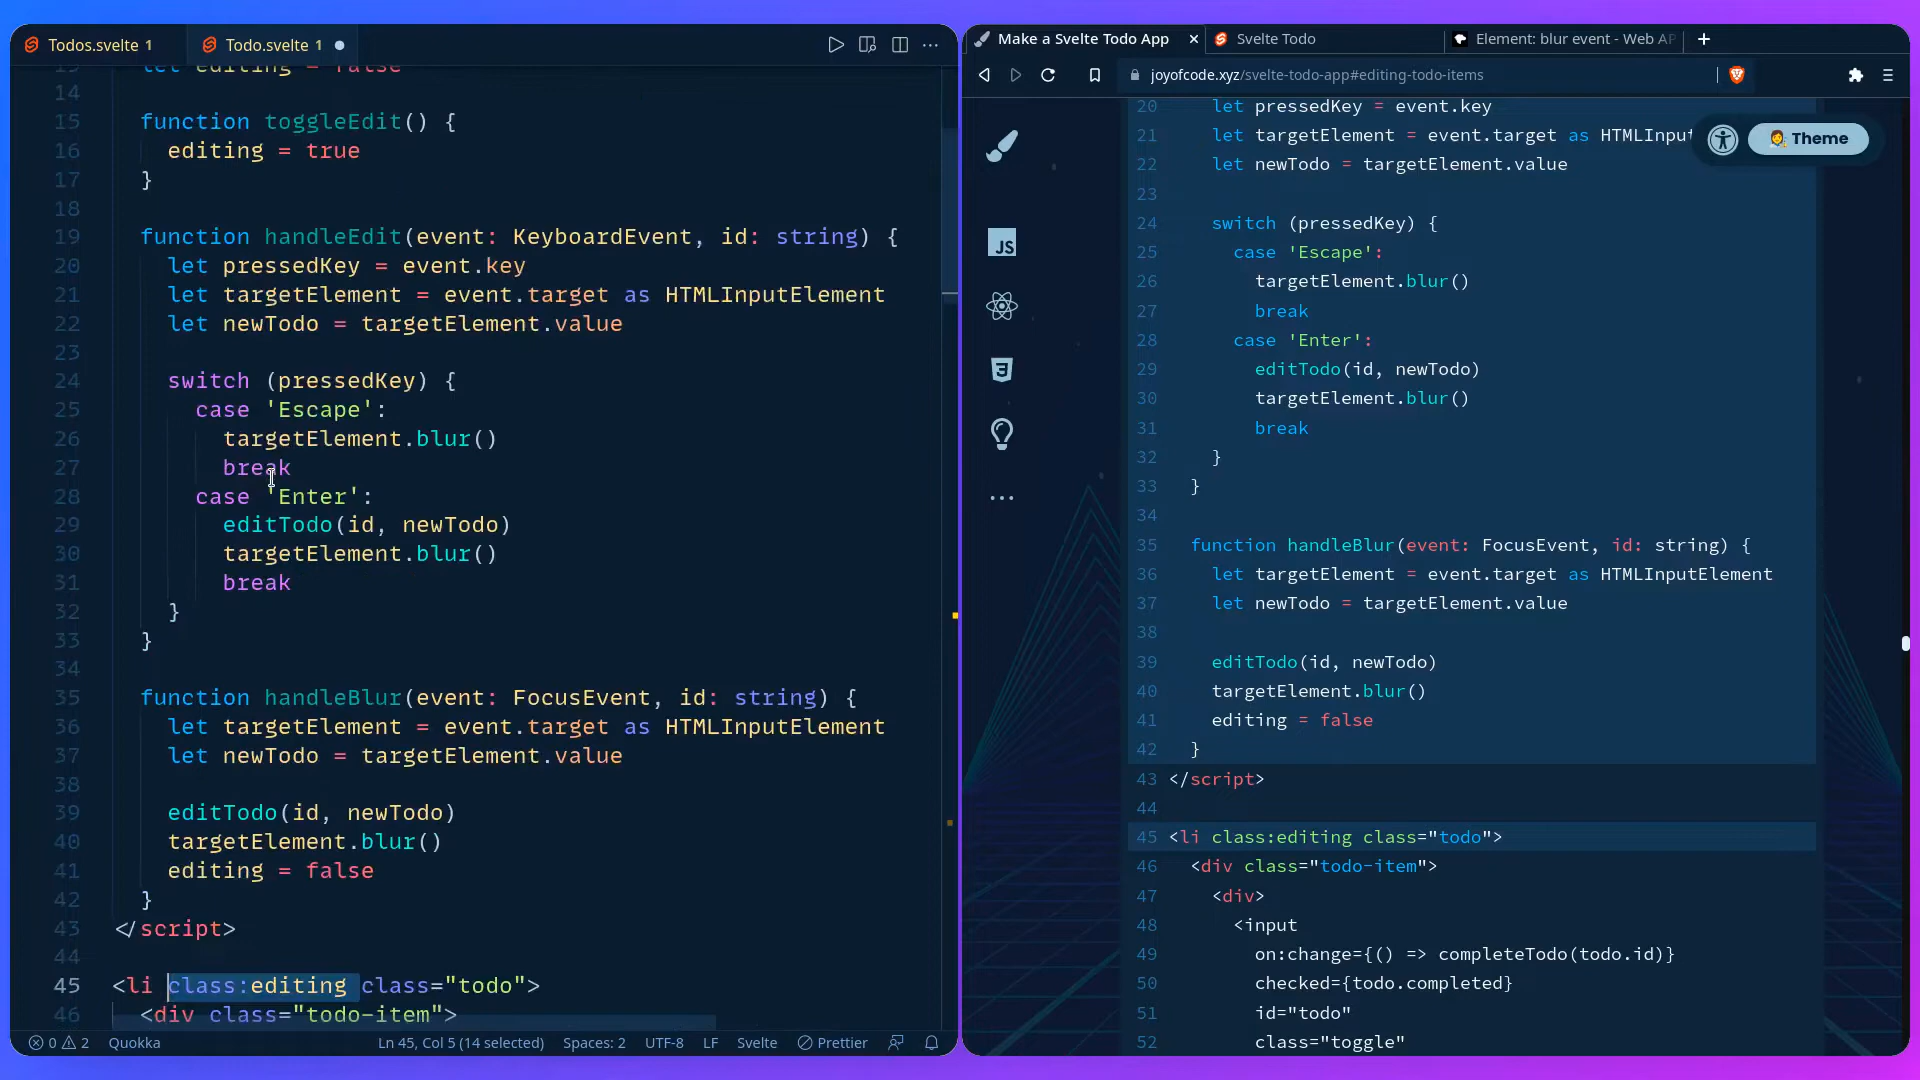 Todos.svelte 1
Todo.svelte 1
let editing = false
14
15 function toggleEdit() {
16 editing = true
17 }
18
19 function handleEdit(event: KeyboardEvent, id: string) {
20 let pressedKey = event.key
21 let targetElement = event.target as HTMLInputElement
22 let newTodo = targetElement.value
23
24 switch (pressedKey) {
25 case 'Escape':
26 targetElement.blur()
27 break
28 case 'Enter':
29 editTodo(id, newTodo)
30 targetElement.blur()
31 break
32 }
33 }
34
35 function handleBlur(event: FocusEvent, id: string) {
36 let targetElement = event.target as HTMLInputElement
37 let newTodo = targetElement.value
38
39 editTodo(id, newTodo)
40 targetElement.blur()
41 editing = false
42 }
43 </script>
44
45 <li class:editing class="todo">
46 <div class="todo-item">
0 2 Quokka Ln 45, Col 5 (14 selected) Spaces: 2 UTF-8 LF Svelte Prettier
Make a Svelte Todo App
Svelte Todo
Element: blur event - Web AP
joyofcode.xyz/svelte-todo-app#editing-todo-items
JS
Theme
20 let pressedKey = event.key
21 let targetElement = event.target as HTMLInput
22 let newTodo = targetElement.value
23
24 switch (pressedKey) {
25 case 'Escape':
26 targetElement.blur()
27 break
28 case 'Enter':
29 editTodo(id, newTodo)
30 targetElement.blur()
31 break
32 }
33 }
34
35 function handleBlur(event: FocusEvent, id: string) {
36 let targetElement = event.target as HTMLInputElement
37 let newTodo = targetElement.value
38
39 editTodo(id, newTodo)
40 targetElement.blur()
41 editing = false
42 }
43 </script>
44
45 <li class:editing class="todo">
46 <div class="todo-item">
47 <div>
48 <input
49 on:change={() => completeTodo(todo.id)}
50 checked={todo.completed}
51 id="todo"
52 class="toggle"